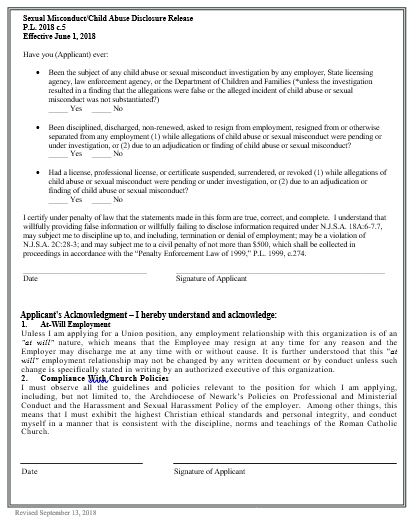 Sexual Misconduct/Child Abuse Disclosure Release
P.L. 2018 c.5
Effective June 1, 2018
Have you (Applicant) ever:
• Been the subject of any child abuse or sexual misconduct investigation by any employer, State licensing
agency, law enforcement agency, or the Department of Children and Families (*unless the investigation
resulted in a finding that the allegations were false or the alleged incident of child abuse or sexual
misconduct was not substantiated?)
_____ Yes _____ No
• Been disciplined, discharged, non-renewed, asked to resign from employment, resigned from or otherwise
separated from any employment (1) while allegations of child abuse or sexual misconduct were pending or
under investigation, or (2) due to an adjudication or finding of child abuse or sexual misconduct?
_____ Yes _____ No
• Had a license, professional license, or certificate suspended, surrendered, or revoked (1) while allegations of
child abuse or sexual misconduct were pending or under investigation, or (2) due to an adjudication or
finding of child abuse or sexual misconduct?
_____ Yes _____ No
I certify under penalty of law that the statements made in this form are true, correct, and complete. I understand that
willfully providing false information or willfully failing to disclose information required under N.J.S.A. 18A:6-7.7,
may subject me to discipline up to, and including, termination or denial of employment; may be a violation of
N.J.S.A. 2C:28-3; and may subject me to a civil penalty of not more than $500, which shall be collected in
proceedings in accordance with the “Penalty Enforcement Law of 1999,” P.L. 1999, c.274.
Date Signature of Applicant
Applicant's Acknowledgment – I hereby understand and acknowledge:
1. At-Will Employment
Unless I am applying for a Union position, any employment relationship with this organization is of an
"at will" nature, which means that the Employee may resign at any time for any reason and the
Employer may discharge me at any time with or without cause. It is further understood that this "at
will" employment relationship may not be changed by any written document or by conduct unless such
change is specifically stated in writing by an authorized executive of this organization.
2. Compliance With Church Policies
I must observe all the guidelines and policies relevant to the position for which I am applying,
including, but not limited to, the Archdiocese of Newark's Policies on Professional and Ministerial
Conduct and the Harassment and Sexual Harassment Policy of the employer. Among other things, this
means that I must exhibit the highest Christian ethical standards and personal integrity, and conduct
myself in a manner that is consistent with the discipline, norms and teachings of the Roman Catholic
Church.
Date Signature of Applicant
Revised September 13, 2018